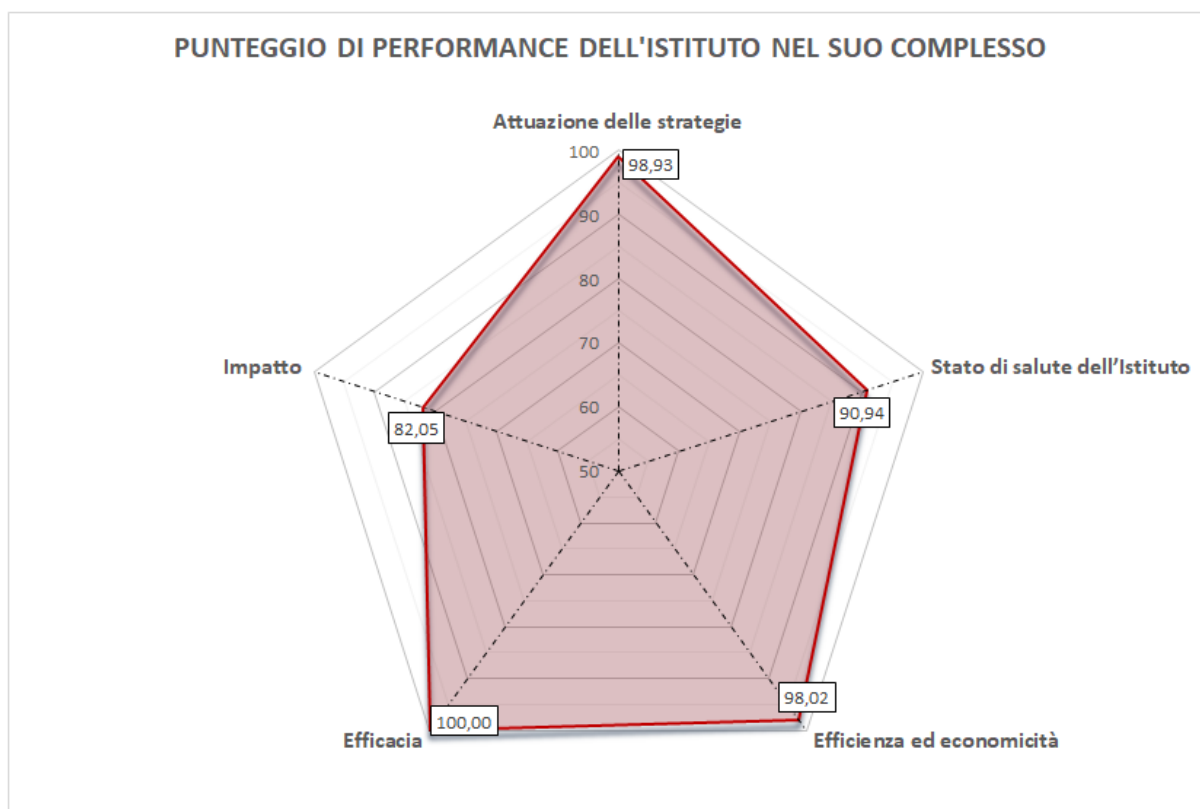 PUNTEGGIO DI PERFORMANCE DELL'ISTITUTO NEL SUO COMPLESSO
Attuazione delle strategie
100
98,93
90
80
Impatto
70
Stato di salute dell’Istituto
82,05
60
90,94
50
98,02
100,00
Efficacia
Efficienza ed economicità